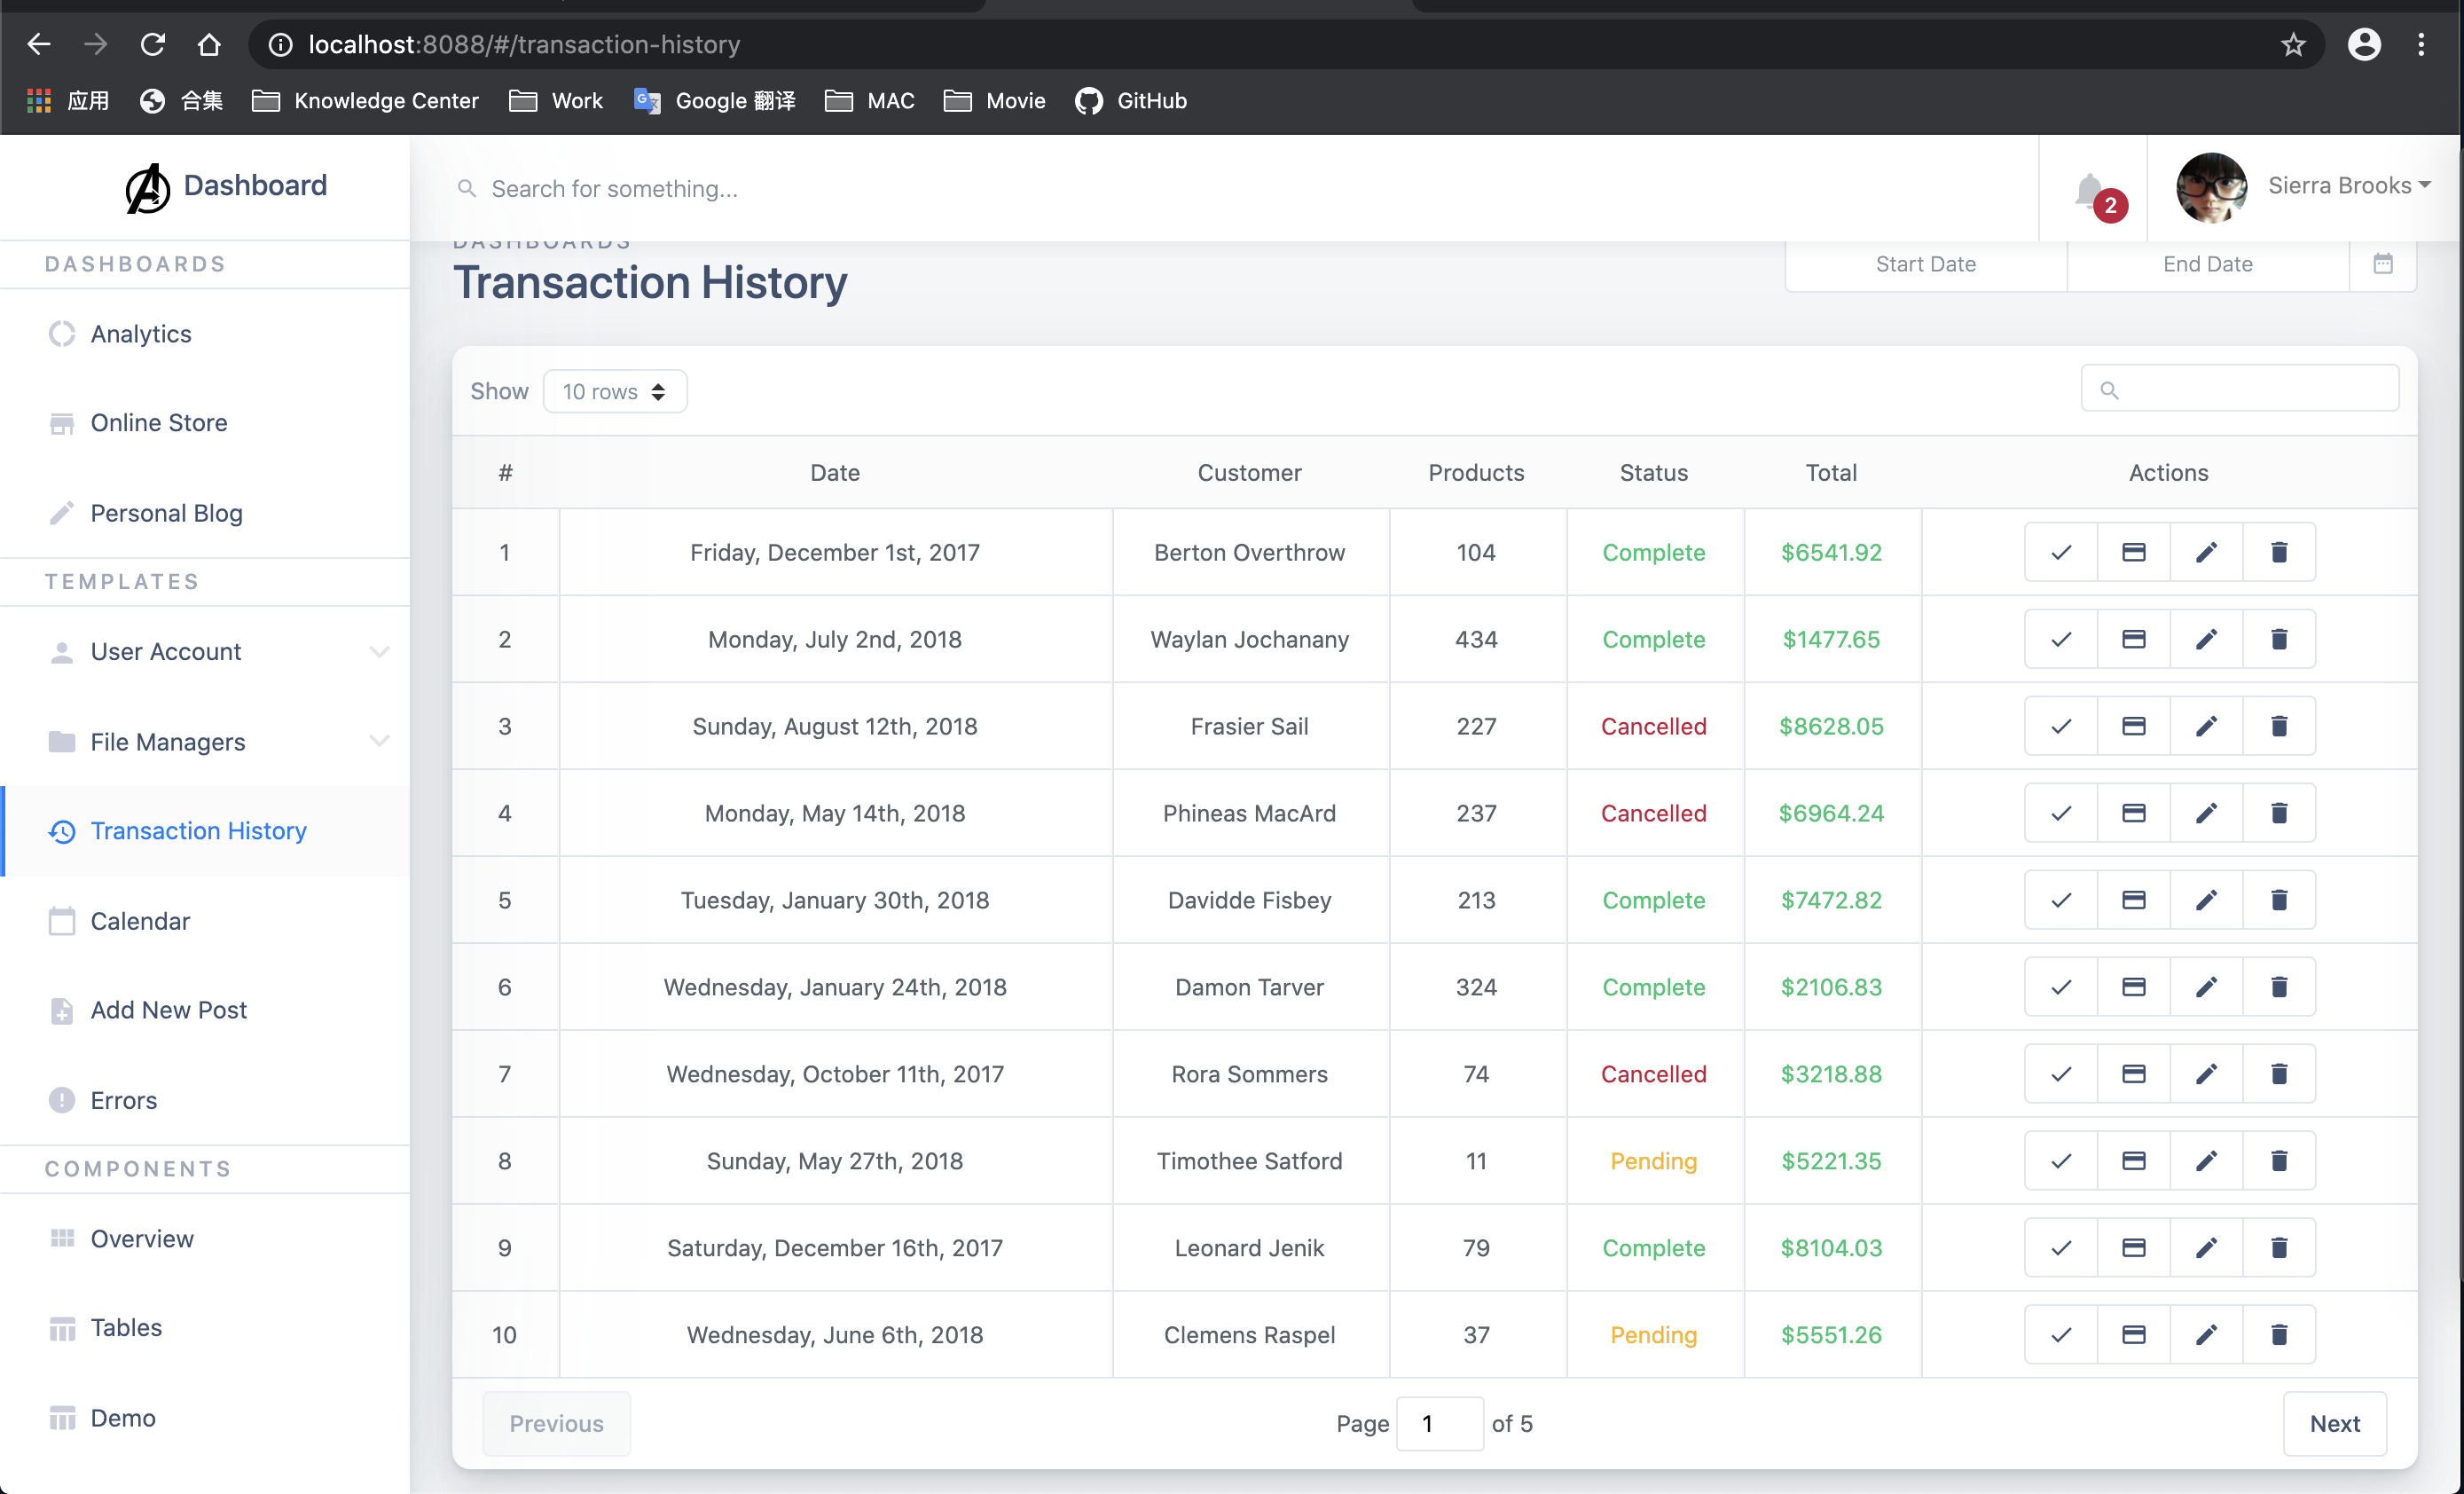 localhost:8088/#/transaction-history
应用 合集 Knowledge Center Work Google 翻译 MAC Movie GitHub
Dashboard
Search for something...
2
Sierra Brooks
DASHBOARDS
Analytics
Online Store
Personal Blog
TEMPLATES
User Account
File Managers
Transaction History
Calendar
Add New Post
Errors
COMPONENTS
Overview
Tables
Demo
DASHBOARDS
Transaction History
Start Date End Date
Show 10 rows
# Date Customer Products Status Total Actions
1 Friday, December 1st, 2017 Berton Overthrow 104 Complete $6541.92
2 Monday, July 2nd, 2018 Waylan Jochanany 434 Complete $1477.65
3 Sunday, August 12th, 2018 Frasier Sail 227 Cancelled $8628.05
4 Monday, May 14th, 2018 Phineas MacArd 237 Cancelled $6964.24
5 Tuesday, January 30th, 2018 Davidde Fisbey 213 Complete $7472.82
6 Wednesday, January 24th, 2018 Damon Tarver 324 Complete $2106.83
7 Wednesday, October 11th, 2017 Rora Sommers 74 Cancelled $3218.88
8 Sunday, May 27th, 2018 Timothee Satford 11 Pending $5221.35
9 Saturday, December 16th, 2017 Leonard Jenik 79 Complete $8104.03
10 Wednesday, June 6th, 2018 Clemens Raspel 37 Pending $5551.26
Previous Page 1 of 5 Next